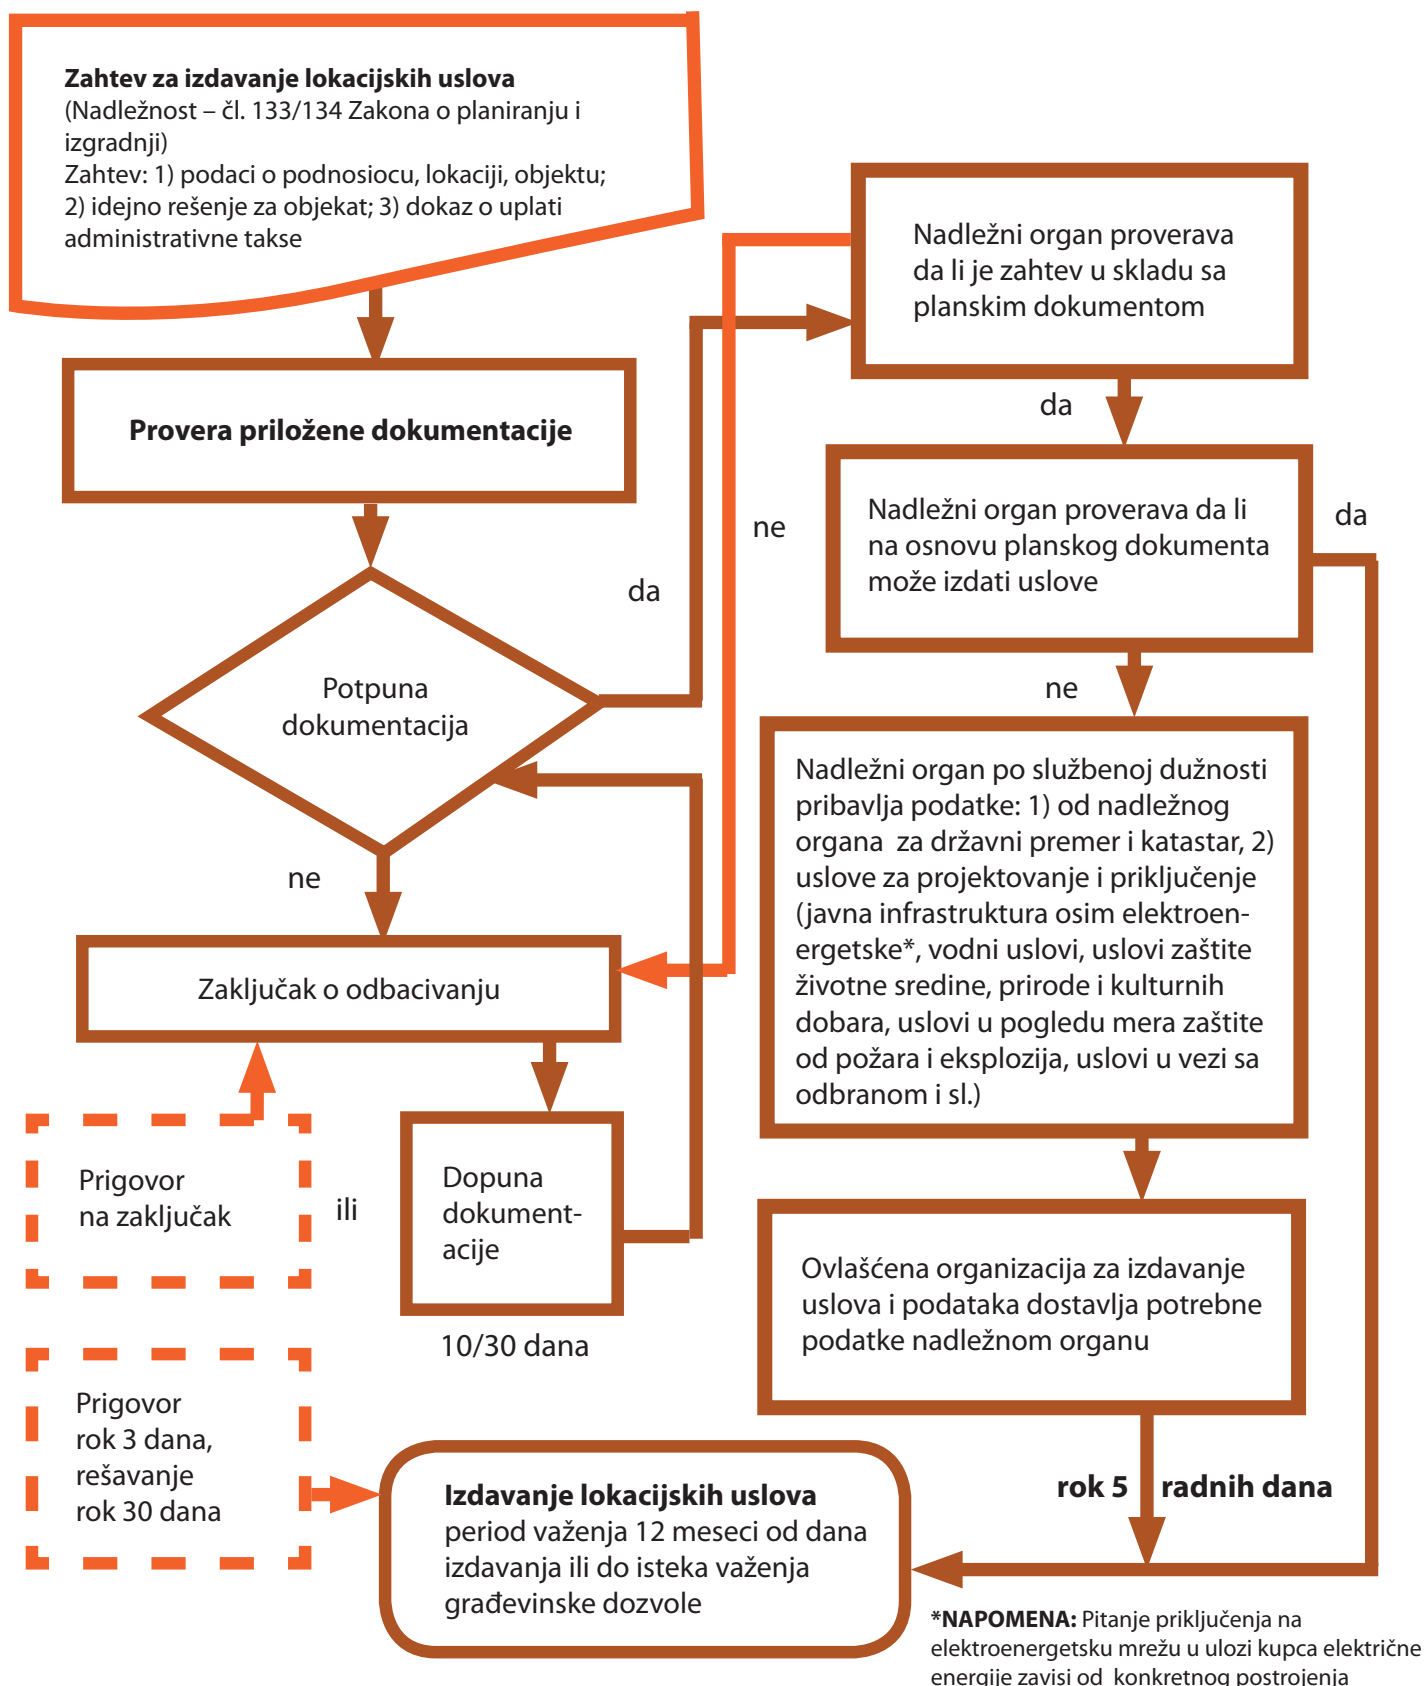 Zahtev za izdavanje lokacijskih uslova
(Nadležnost – čl. 133/134 Zakona o planiranju i
izgradnji)
Zahtev: 1) podaci o podnosiocu, lokaciji, objektu;
2) idejno rešenje za objekat; 3) dokaz o uplati
administrativne takse
Provera priložene dokumentacije
Potpuna
dokumentacija
da
ne
Zaključak o odbacivanju
Prigovor
na zaključak
ili
Dopuna
dokument-
acije
10/30 dana
Prigovor
rok 3 dana,
rešavanje
rok 30 dana
Nadležni organ proverava
da li je zahtev u skladu sa
planskim dokumentom
ne
da
Nadležni organ proverava da li
na osnovu planskog dokumenta
može izdati uslove
da
ne
Nadležni organ po službenoj dužnosti
pribavlja podatke: 1) od nadležnog
organa za državni premer i katastar, 2)
uslove za projektovanje i priključenje
(javna infrastruktura osim elektroen-
ergetske*, vodni uslovi, uslovi zaštite
životne sredine, prirode i kulturnih
dobara, uslovi u pogledu mera zaštite
od požara i eksplozija, uslovi u vezi sa
odbranom i sl.)
Ovlašćena organizacija za izdavanje
uslova i podataka dostavlja potrebne
podatke nadležnom organu
rok 5 radnih dana
Izdavanje lokacijskih uslova
period važenja 12 meseci od dana
izdavanja ili do isteka važenja
građevinske dozvole
*NAPOMENA: Pitanje priključenja na
elektroenergetsku mrežu u ulozi kupca električne
energije zavisi od konkretnog postrojenja